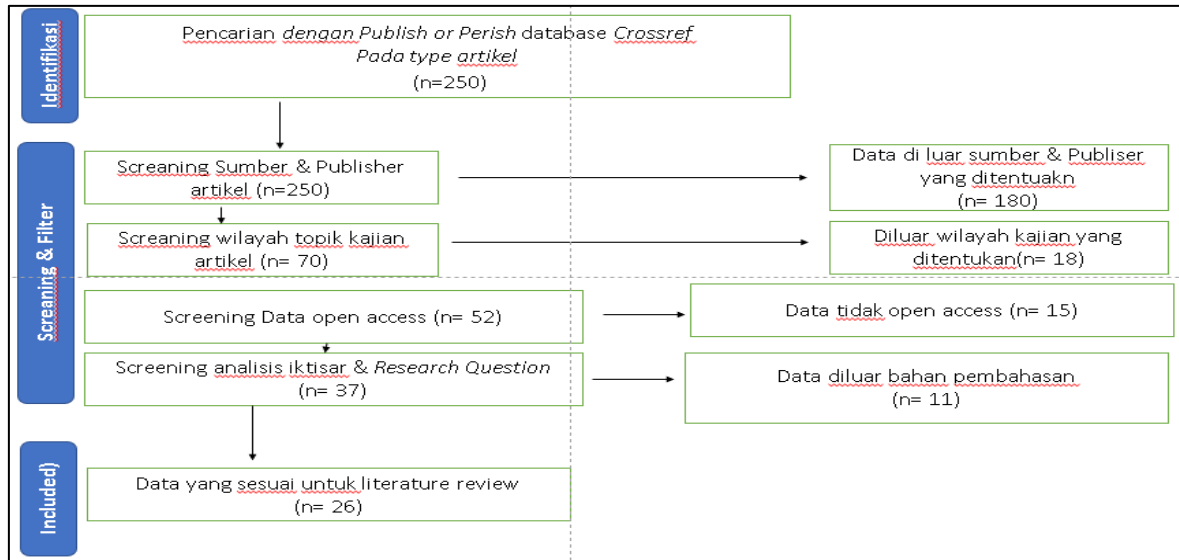 Identifikasi
Pencarian dengan Publish or Perish database Crossref
Pada type artikel
(n=250)
Screaning & Filter
Screaning Sumber & Publisher
artikel (n=250)
Data di luar sumber & Publiser
yang ditentuakn
(n= 180)
Screaning wilayah topik kajian
artikel (n= 70)
Diluar wilayah kajian yang
ditentukan(n= 18)
Screening Data open access (n= 52)
Data tidak open access (n= 15)
Screaning analisis iktisar & Research Question
(n= 37)
Data diluar bahan pembahasan
(n= 11)
Included)
Data yang sesuai untuk literature review
(n= 26)